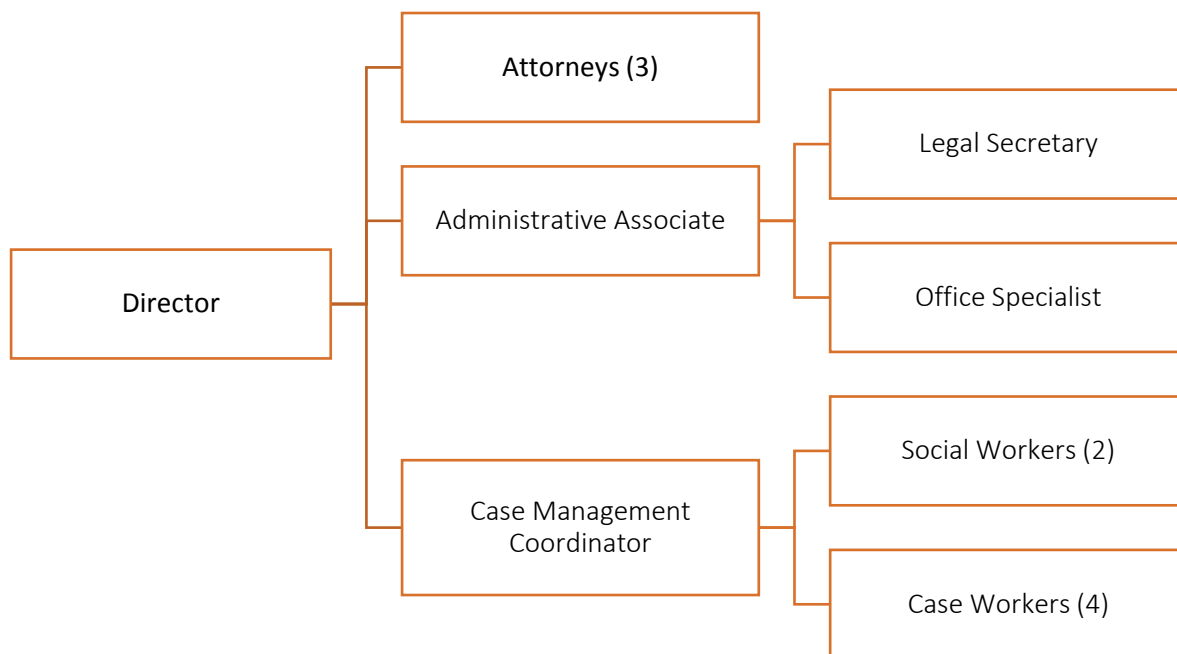 Attorneys (3)
Legal Secretary
Administrative Associate
Office Specialist
Director
Social Workers (2)
Case Management
Coordinator
Case Workers (4)